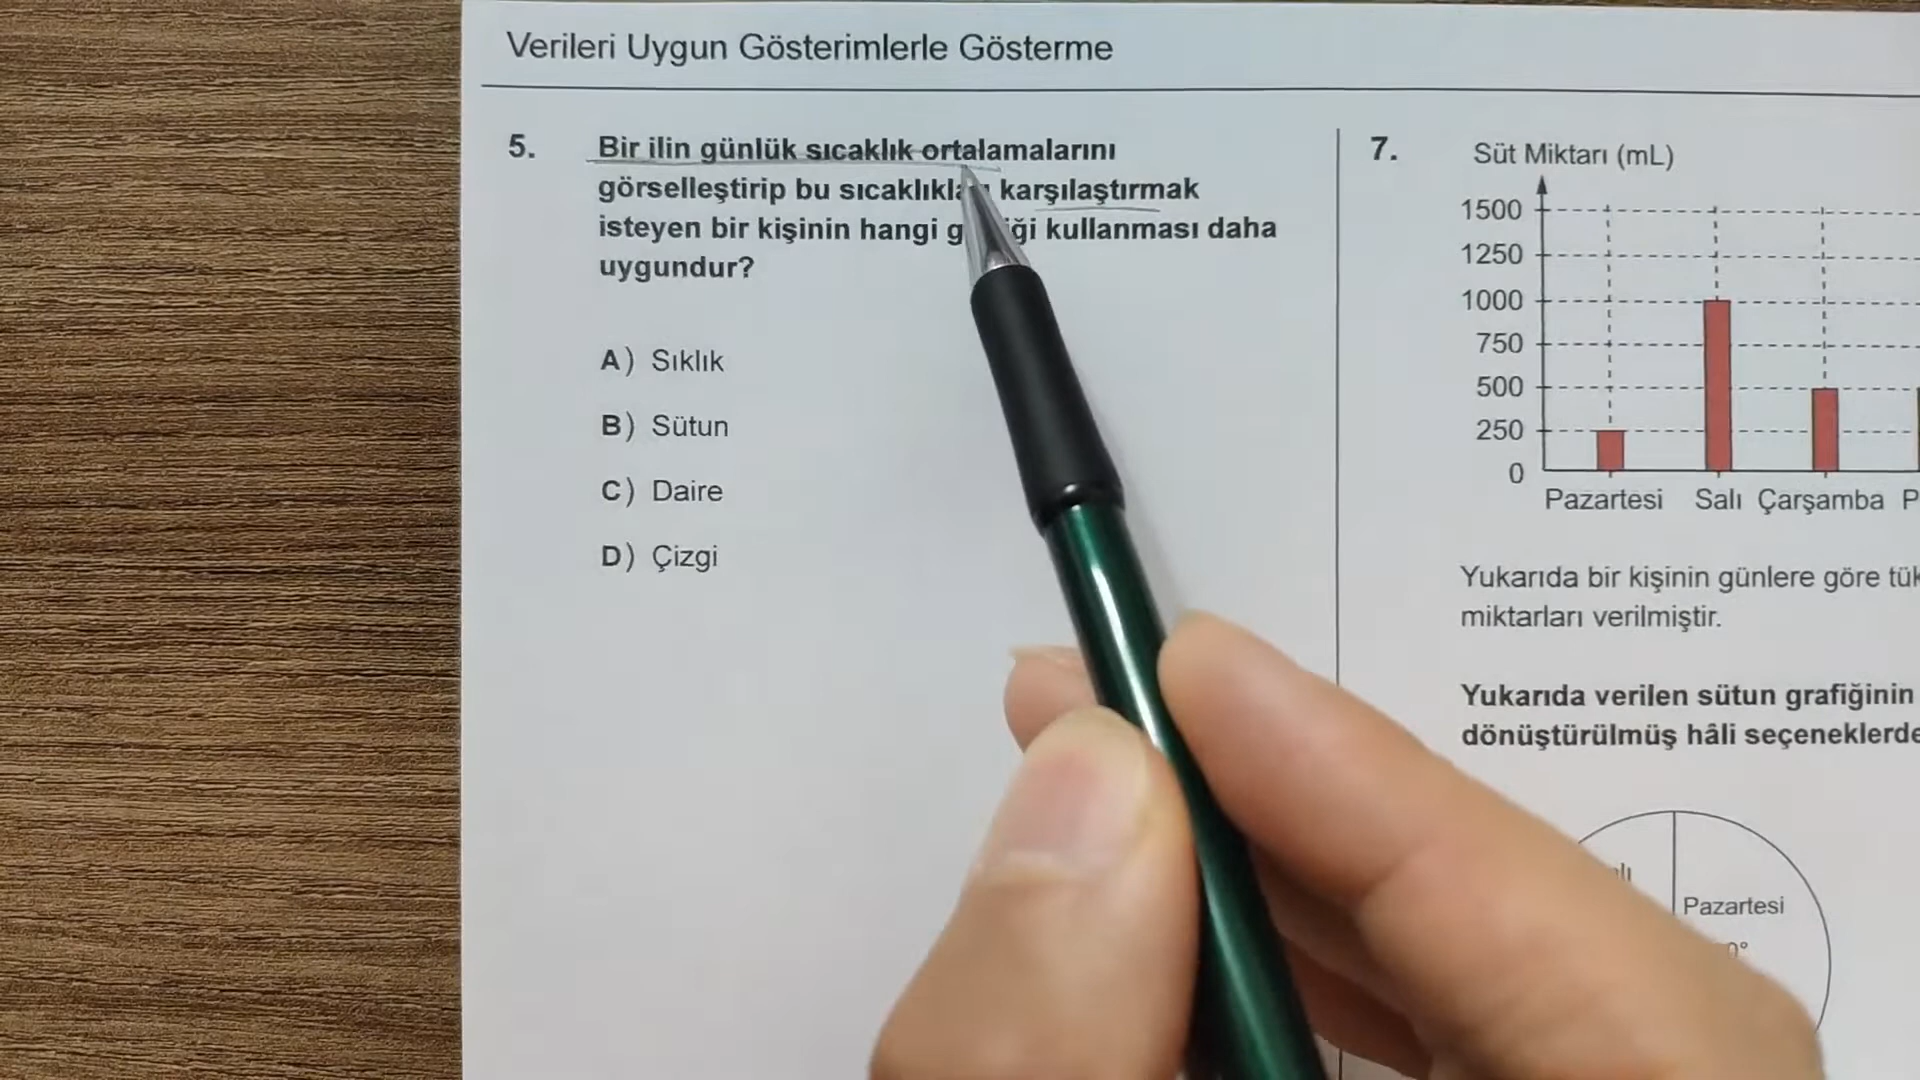 Verileri Uygun Gösterimlerle Gösterme
5. Bir ilin günlük sıcaklık ortalamalarını
görselleştirip bu karşılaştırmak
isteyen bir kişinin hangi kullanması daha
uygundur?
A) Sıklık
B) Sütun
C) Daire
D) Çizgi
7. Süt Miktarı (mL)
1500
1250
1000
750
500
250
0
Pazartesi Salı Çarşamba
Yukarıda bir kişinin günlere göre
miktarları verilmiştir.
Yukarıda verilen sütun grafiğinin
dönüştürülmüş hâli
Pazartesi